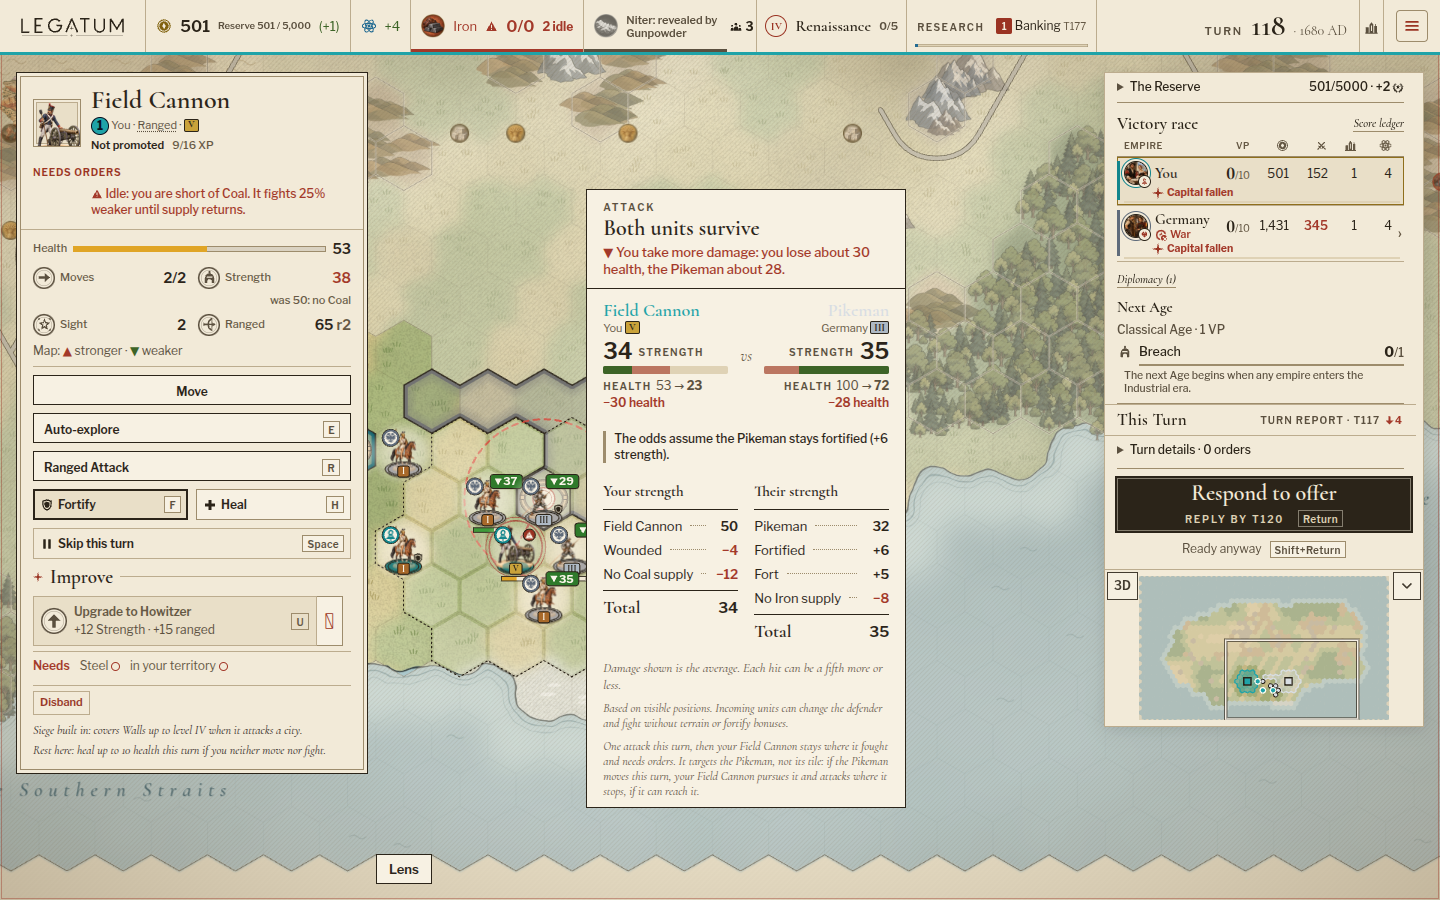 LEGATUM
501 Reserve 501 / 5,000 (+1)
+4
Iron 0/0 2 idle
Niter: revealed by
Gunpowder
3
IV Renaissance 0/5
RESEARCH 1 Banking T177
TURN 118 · 1680 AD
Field Cannon
1 You · Ranged · V
Not promoted 9/16 XP
NEEDS ORDERS
Idle: you are short of Coal. It fights 25%
weaker until supply returns.
Health 53
Moves 2/2
Strength 38
was 50: no Coal
Sight 2
Ranged 65 r2
Map: ▲ stronger · ▼ weaker
Move
Auto-explore E
Ranged Attack R
Fortify F
Heal H
Skip this turn Space
Improve
Upgrade to Howitzer
+12 Strength · +15 ranged
U
Needs Steel in your territory
Disband
Siege built in: covers Walls up to level IV when it attacks a city.
Rest here: heal up to 10 health this turn if you neither move nor fight.
Southern Straits
Lens
I
▼37
▼29
I
III
I
V
III
▼35
I
ATTACK
Both units survive
▼ You take more damage: you lose about 30
health, the Pikeman about 28.
Field Cannon
You V
vs
Pikeman
Germany III
34 STRENGTH
STRENGTH 35
HEALTH 53 → 23
−30 health
HEALTH 100 → 72
−28 health
The odds assume the Pikeman stays fortified (+6
strength).
Your strength
Field Cannon 50
Wounded −4
No Coal supply −12
Total 34
Their strength
Pikeman 32
Fortified +6
Fort +5
No Iron supply −8
Total 35
Damage shown is the average. Each hit can be a fifth more or
less.
Based on visible positions. Incoming units can change the defender
and fight without terrain or fortify bonuses.
One attack this turn, then your Field Cannon stays where it fought
and needs orders. It targets the Pikeman, not its tile: if the Pikeman
moves this turn, your Field Cannon pursues it and attacks where it
stops, if it can reach it.
The Reserve 501/5000 · +2
Victory race Score ledger
EMPIRE VP
You 0/10 501 152 1 4
Capital fallen
Germany 0/10 1,431 345 1 4
War
Capital fallen
Diplomacy (1)
Next Age
Classical Age · 1 VP
Breach 0/1
The next Age begins when any empire enters the
Industrial era.
This Turn TURN REPORT · T117 4
Turn details · 0 orders
Respond to offer
REPLY BY T120 Return
Ready anyway Shift+Return
3D